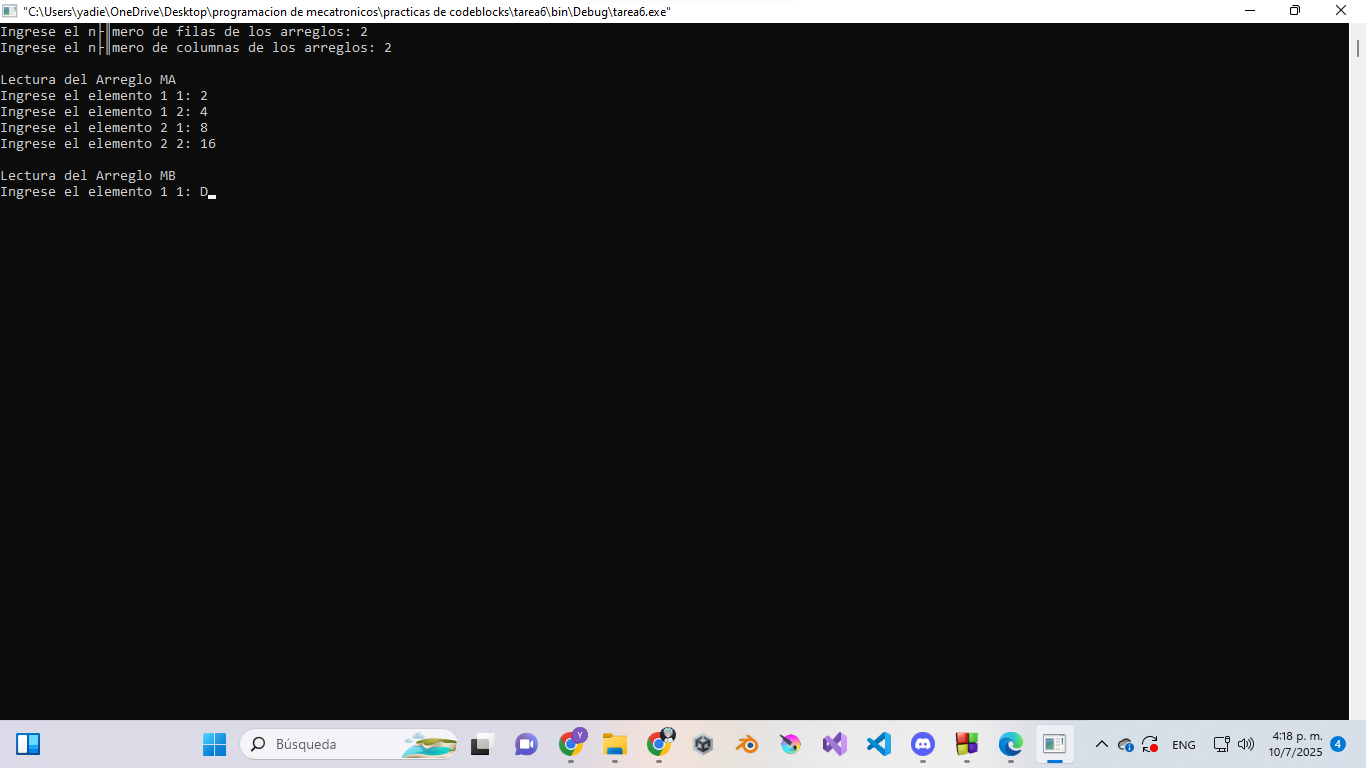 "C:\Users\yadie\OneDrive\Desktop\programacion de mecatronicos\practicas de codeblocks\tarea6\bin\Debug\tarea6.exe"
Ingrese el n├║mero de filas de los arreglos: 2
Ingrese el n├║mero de columnas de los arreglos: 2
Lectura del Arreglo MA
Ingrese el elemento 1 1: 2
Ingrese el elemento 1 2: 4
Ingrese el elemento 2 1: 8
Ingrese el elemento 2 2: 16
Lectura del Arreglo MB
Ingrese el elemento 1 1: D
Búsqueda
Y
ENG
4:18 p. m.
10/7/2025
4